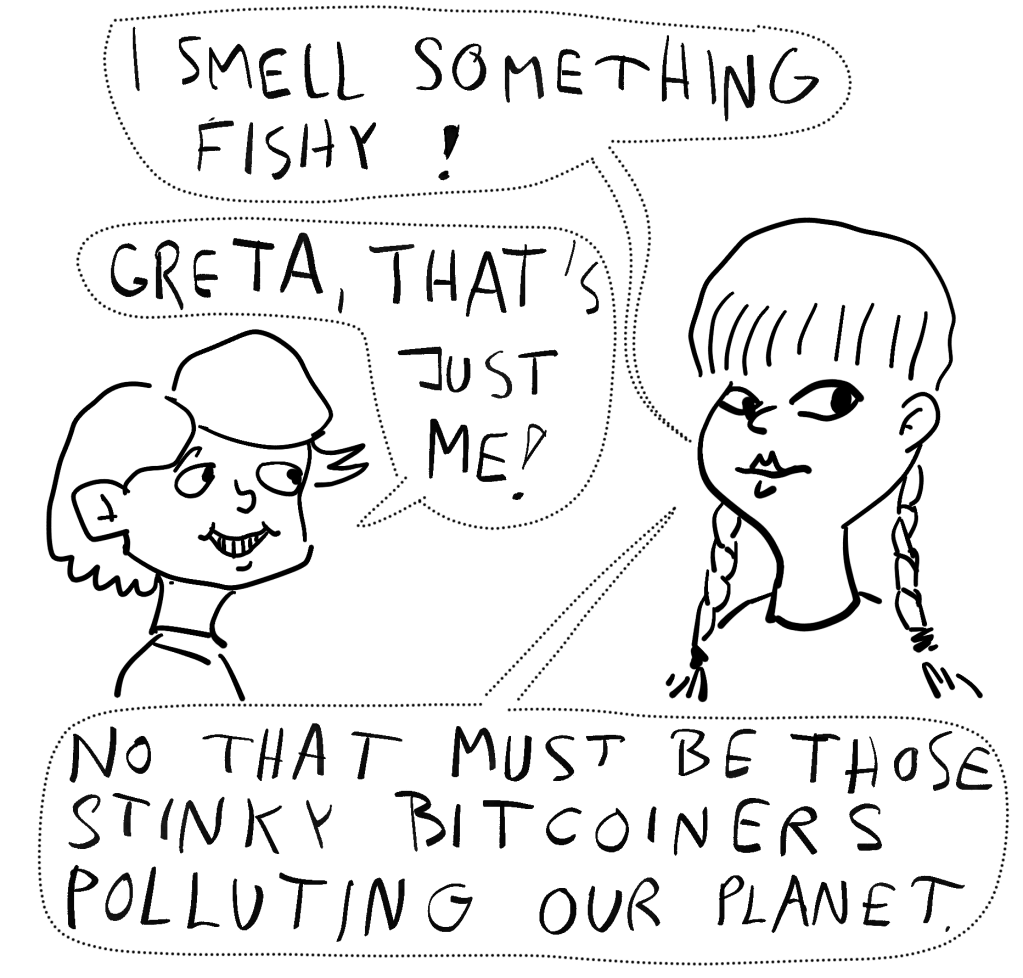 I SMELL SOMETHING
FISHY !
GRETA, THAT'S
JUST
ME!
NO THAT MUST BE THOSE
STINKY BITCOINERS
POLLUTING OUR PLANET.